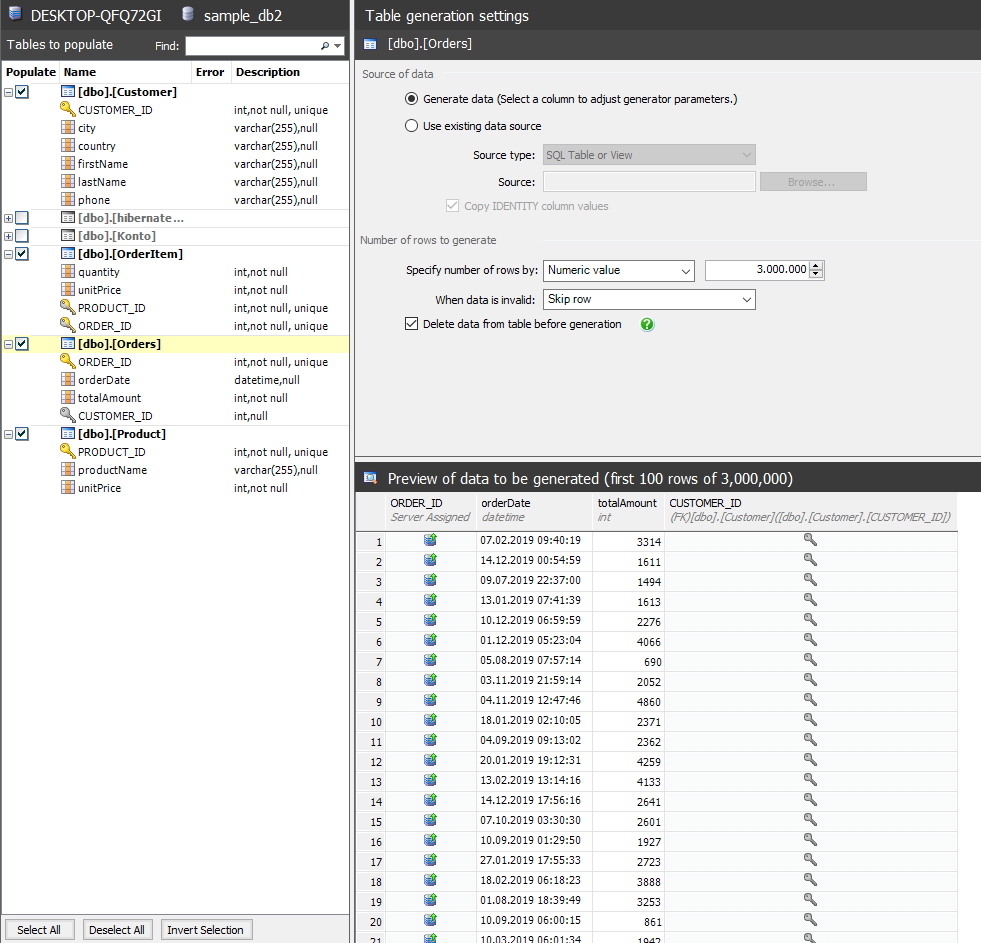 DESKTOP-QFQ72GI sample_db2
Tables to populate Find:
Populate Name Error Description
[dbo].[Customer]
CUSTOMER_ID int,not null, unique
city varchar(255),null
country varchar(255),null
firstName varchar(255),null
lastName varchar(255),null
phone varchar(255),null
[dbo].[hibernate...
[dbo].[Konto]
[dbo].[OrderItem]
quantity int,not null
unitPrice int,not null
PRODUCT_ID int,not null, unique
ORDER_ID int,not null, unique
[dbo].[Orders]
ORDER_ID int,not null, unique
orderDate datetime,null
totalAmount int,not null
CUSTOMER_ID int,null
[dbo].[Product]
PRODUCT_ID int,not null, unique
productName varchar(255),null
unitPrice int,not null
Select All Deselect All Invert Selection
Table generation settings
[dbo].[Orders]
Source of data
Generate data (Select a column to adjust generator parameters.)
Use existing data source
Source type: SQL Table or View
Source: Browse...
Copy IDENTITY column values
Number of rows to generate
Specify number of rows by: Numeric value 3.000.000
When data is invalid: Skip row
Delete data from table before generation ?
Preview of data to be generated (first 100 rows of 3,000,000)
ORDER_ID orderDate totalAmount CUSTOMER_ID
Server Assigned datetime int (FK)[dbo].[Customer]([dbo].[Customer].[CUSTOMER_ID])
1 07.02.2019 09:40:19 3314
2 14.12.2019 00:54:59 1611
3 09.07.2019 22:37:00 1494
4 13.01.2019 07:41:39 1613
5 10.12.2019 06:59:59 2276
6 01.12.2019 05:23:04 4066
7 05.08.2019 07:57:14 690
8 03.11.2019 21:59:14 2052
9 04.11.2019 12:47:46 4860
10 18.01.2019 02:10:05 2371
11 04.09.2019 09:13:02 2362
12 20.01.2019 19:12:31 4259
13 13.02.2019 13:14:16 4133
14 14.12.2019 17:56:16 2641
15 07.10.2019 03:30:30 2601
16 10.09.2019 01:29:50 1927
17 27.01.2019 17:55:33 2723
18 18.02.2019 06:18:23 3888
19 01.08.2019 18:39:49 3253
20 10.09.2019 06:00:15 861
21 10.03.2019 06:01:34 1942